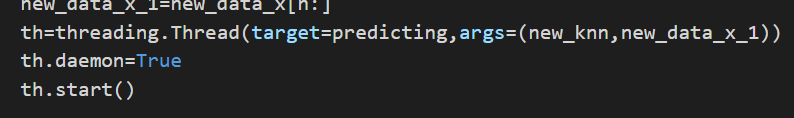 new_data_x_1=new_data_x[n:]
th=threading.Thread(target=predicting,args=(new_knn,new_data_x_1))
th.daemon=True
th.start()